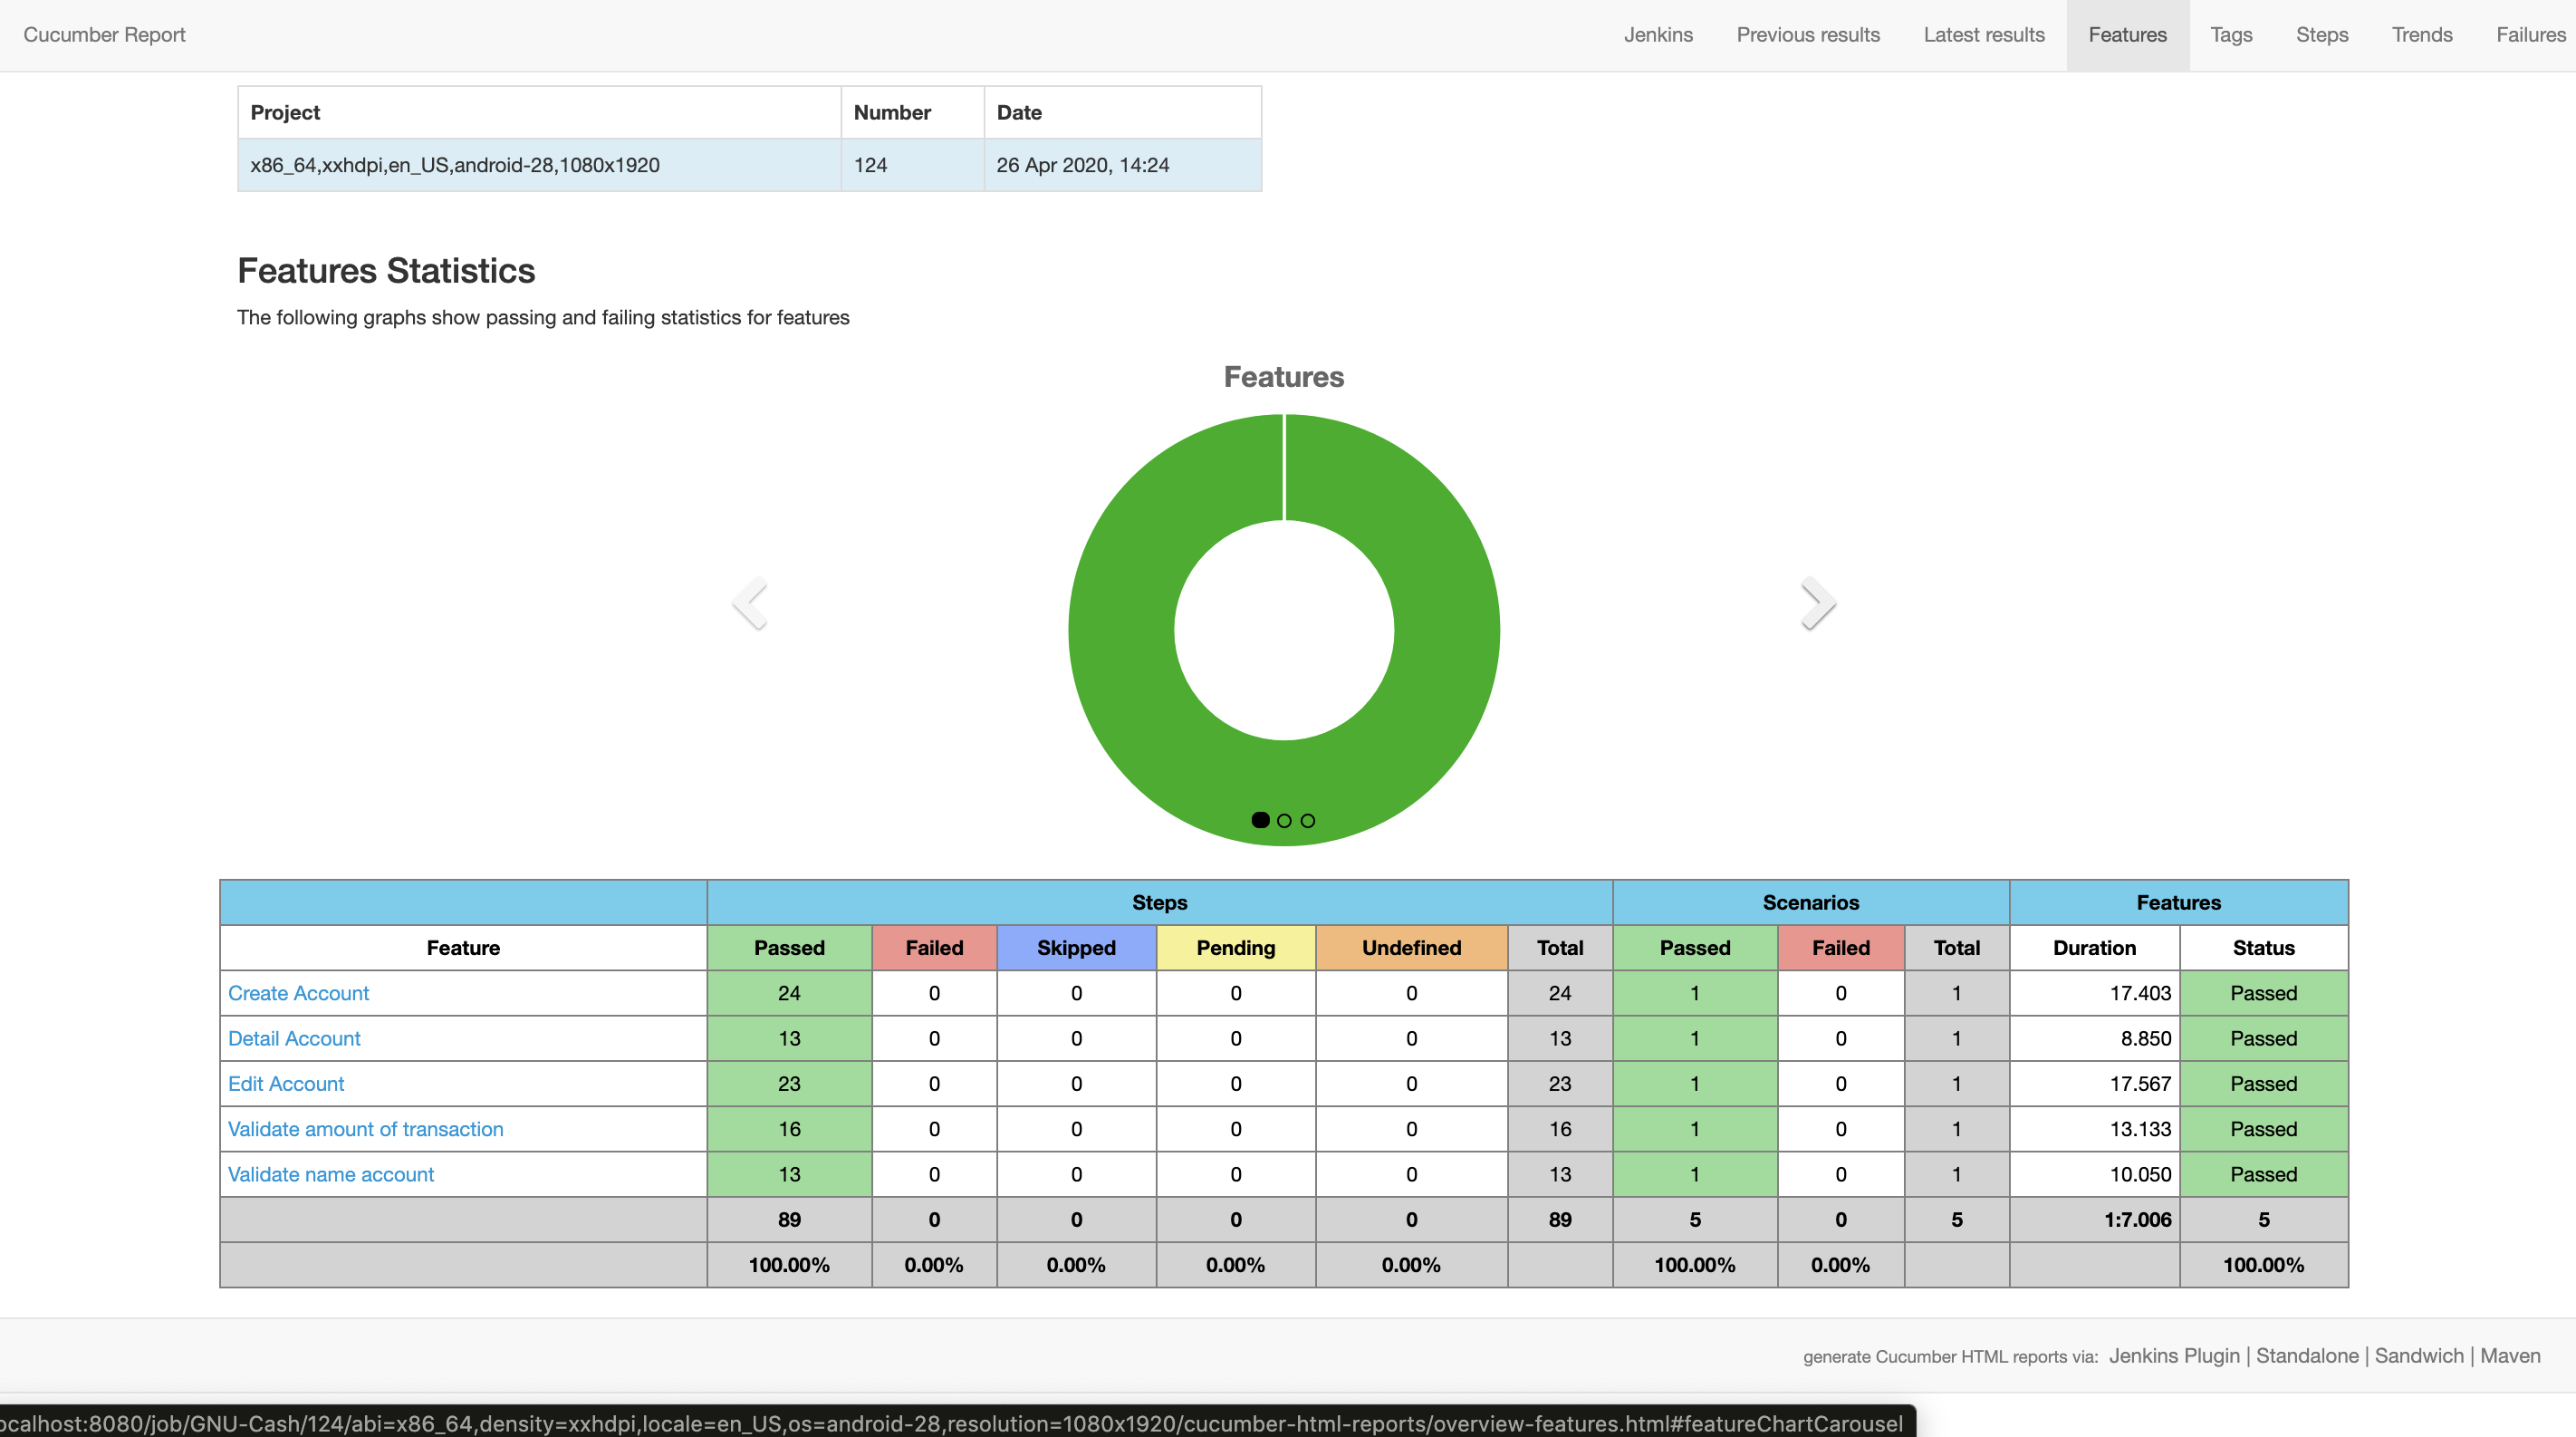 Cucumber Report Jenkins Previous results Latest results Features Tags Steps Trends Failures
Project Number Date
x86_64,xxhdpi,en_US,android-28,1080x1920 124 26 Apr 2020, 14:24
Features Statistics
The following graphs show passing and failing statistics for features
Features
Steps Scenarios Features
Feature Passed Failed Skipped Pending Undefined Total Passed Failed Total Duration Status
Create Account 24 0 0 0 0 24 1 0 1 17.403 Passed
Detail Account 13 0 0 0 0 13 1 0 1 8.850 Passed
Edit Account 23 0 0 0 0 23 1 0 1 17.567 Passed
Validate amount of transaction 16 0 0 0 0 16 1 0 1 13.133 Passed
Validate name account 13 0 0 0 0 13 1 0 1 10.050 Passed
89 0 0 0 0 89 5 0 5 1:7.006 5
100.00% 0.00% 0.00% 0.00% 0.00% 100.00% 0.00% 100.00%
generate Cucumber HTML reports via: Jenkins Plugin | Standalone | Sandwich | Maven
ocalhost:8080/job/GNU-Cash/124/abi=x86_64,density=xxhdpi,locale=en_US,os=android-28,resolution=1080x1920/cucumber-html-reports/overview-features.html#featureChartCarousel